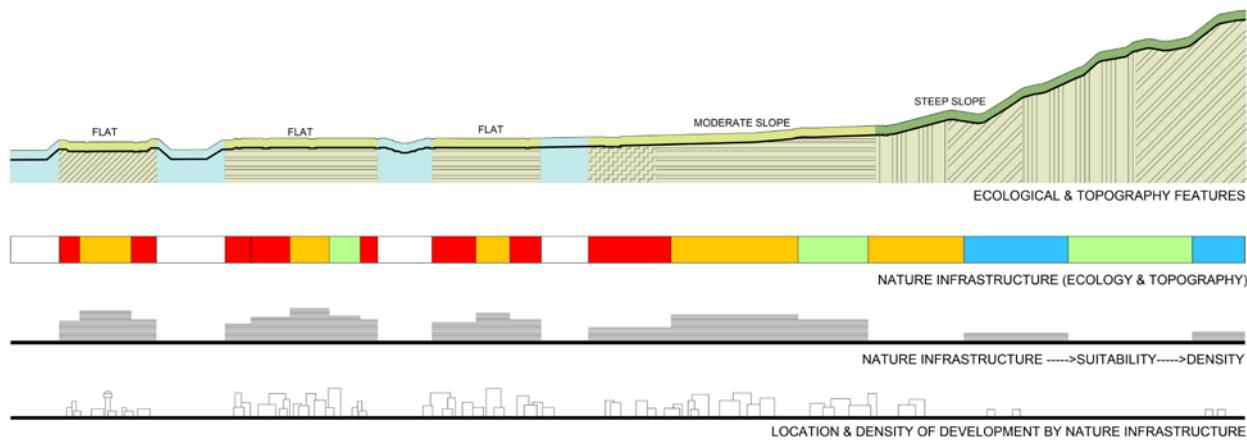 STEEP SLOPE
MODERATE SLOPE
FLAT
FLAT
FLAT
ECOLOGICAL & TOPOGRAPHY FEATURES
NATURE INFRASTRUCTURE (ECOLOGY & TOPOGRAPHY)
NATURE INFRASTRUCTURE ----->SUITABILITY----->DENSITY
LOCATION & DENSITY OF DEVELOPMENT BY NATURE INFRASTRUCTURE